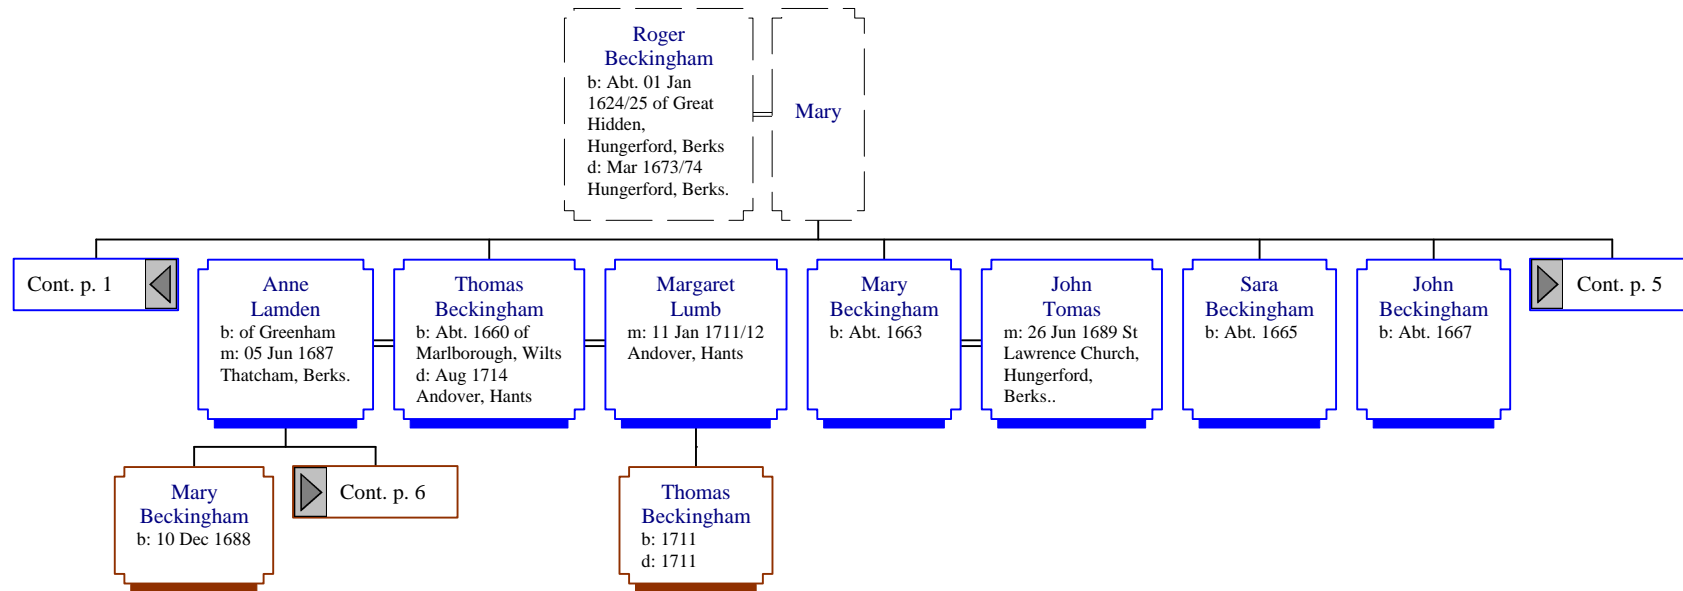 Roger
Beckingham
b: Abt. 01 Jan
1624/25 of Great
Hidden,
Hungerford, Berks
d: Mar 1673/74
Hungerford, Berks.
Mary
Cont. p. 1
Anne
Lamden
b: of Greenham
m: 05 Jun 1687
Thatcham, Berks.
Thomas
Beckingham
b: Abt. 1660 of
Marlborough, Wilts
d: Aug 1714
Andover, Hants
Margaret
Lumb
m: 11 Jan 1711/12
Andover, Hants
Mary
Beckingham
b: Abt. 1663
John
Tomas
m: 26 Jun 1689 St
Lawrence Church,
Hungerford,
Berks..
Sara
Beckingham
b: Abt. 1665
John
Beckingham
b: Abt. 1667
Cont. p. 5
Mary
Beckingham
b: 10 Dec 1688
Cont. p. 6
Thomas
Beckingham
b: 1711
d: 1711